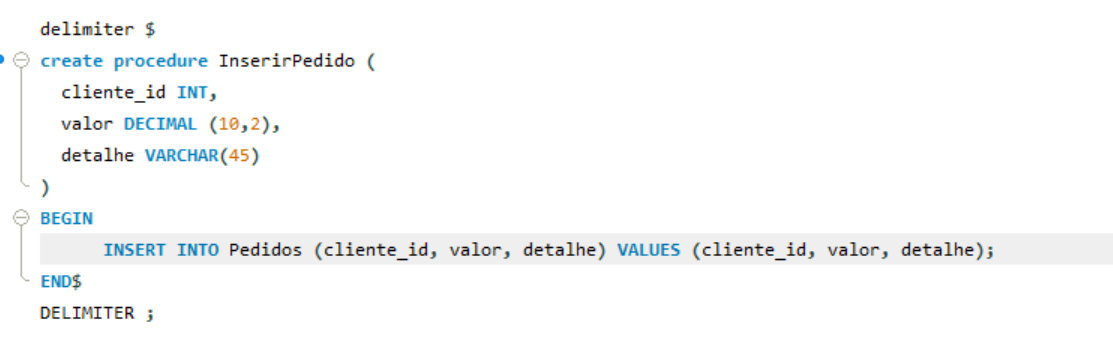 delimiter $
create procedure InserirPedido (
cliente_id INT,
valor DECIMAL (10,2),
detalhe VARCHAR(45)
)
BEGIN
INSERT INTO Pedidos (cliente_id, valor, detalhe) VALUES (cliente_id, valor, detalhe);
END$
DELIMITER ;